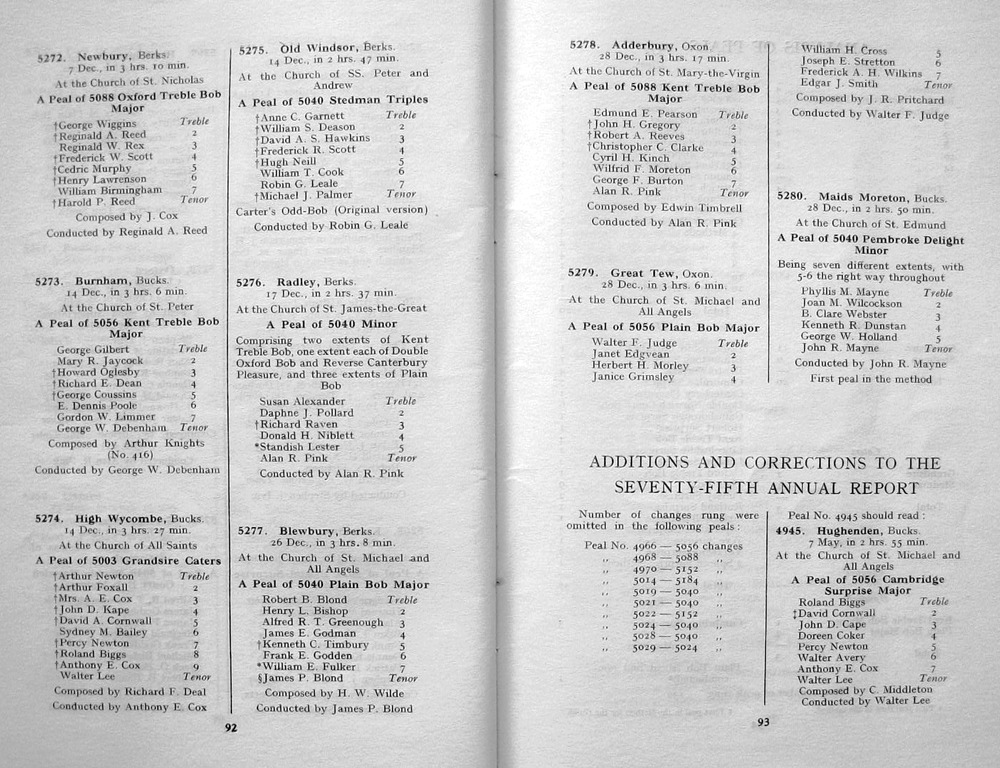 5272. Newbury, Berks.
7 Dec., in 3 hrs. 10 min.
At the Church of St. Nicholas
A Peal of 5088 Oxford Treble Bob
Major
†George Wiggins Treble
†Reginald A. Reed 2
Reginald W. Rex 3
†Frederick W. Scott 4
†Cedric Murphy 5
†Henry Lawrenson 6
William Birmingham 7
†Harold P. Reed Tenor
Composed by J. Cox
Conducted by Reginald A. Reed
5273. Burnham, Bucks.
14 Dec., in 3 hrs. 6 min.
At the Church of St. Peter
A Peal of 5056 Kent Treble Bob
Major
George Gilbert Treble
Mary R. Jaycock 2
†Howard Oglesby 3
†Richard E. Dean 4
†George Coussins 5
E. Dennis Poole 6
Gordon W. Limmer 7
George W. Debenham Tenor
Composed by Arthur Knights
(No. 416)
Conducted by George W. Debenham
5274. High Wycombe, Bucks.
14 Dec., in 3 hrs. 27 min.
At the Church of All Saints
A Peal of 5003 Grandsire Caters
†Arthur Newton Treble
†Arthur Foxall 2
†Mrs. A. E. Cox 3
†John D. Kape 4
†David A. Cornwall 5
Sydney M. Bailey 6
†Percy Newton 7
†Roland Biggs 8
†Anthony E. Cox 9
Walter Lee Tenor
Composed by Richard F. Deal
Conducted by Anthony E. Cox
5275. Old Windsor, Berks.
14 Dec., in 2 hrs. 47 min.
At the Church of SS. Peter and
Andrew
A Peal of 5040 Stedman Triples
†Anne C. Garnett Treble
†William S. Deason 2
†David A. S. Hawkins 3
†Frederick R. Scott 4
†Hugh Neill 5
William T. Cook 6
Robin G. Leale 7
†Michael J. Palmer Tenor
Carter's Odd-Bob (Original version)
Conducted by Robin G. Leale
5276. Radley, Berks.
17 Dec., in 2 hrs. 37 min.
At the Church of St. James-the-Great
A Peal of 5040 Minor
Comprising two extents of Kent
Treble Bob, one extent each of Double
Oxford Bob and Reverse Canterbury
Pleasure, and three extents of Plain
Bob
Susan Alexander Treble
Daphne J. Pollard 2
†Richard Raven 3
Donald H. Niblett 4
*Standish Lester 5
Alan R. Pink Tenor
Conducted by Alan R. Pink
5277. Blewbury, Berks.
26 Dec., in 3 hrs. 8 min.
At the Church of St. Michael and
All Angels
A Peal of 5040 Plain Bob Major
Robert B. Blond Treble
Henry L. Bishop 2
Alfred R. T. Greenough 3
James E. Godman 4
†Kenneth C. Timbury 5
Frank E. Godden 6
*William E. Fulker 7
§James P. Blond Tenor
Composed by H. W. Wilde
Conducted by James P. Blond
92
5278. Adderbury, Oxon.
28 Dec., in 3 hrs. 17 min.
At the Church of St. Mary-the-Virgin
A Peal of 5088 Kent Treble Bob
Major
Edmund E. Pearson Treble
†John H. Gregory 2
†Robert A. Reeves 3
†Christopher C. Clarke 4
Cyril H. Kinch 5
Wilfrid F. Moreton 6
George F. Burton 7
Alan R. Pink Tenor
Composed by Edwin Timbrell
Conducted by Alan R. Pink
5279. Great Tew, Oxon.
28 Dec., in 3 hrs. 6 min.
At the Church of St. Michael and
All Angels
A Peal of 5056 Plain Bob Major
Walter F. Judge Treble
Janet Edgvean 2
Herbert H. Morley 3
Janice Grimsley 4
William H. Cross 5
Joseph E. Stretton 6
Frederick A. H. Wilkins 7
Edgar J. Smith Tenor
Composed by J. R. Pritchard
Conducted by Walter F. Judge
5280. Maids Moreton, Bucks.
28 Dec., in 2 hrs. 50 min.
At the Church of St. Edmund
A Peal of 5040 Pembroke Delight
Minor
Being seven different extents, with
5-6 the right way throughout
Phyllis M. Mayne Treble
Joan M. Wilcockson 2
B. Clare Webster 3
Kenneth R. Dunstan 4
George W. Holland 5
John R. Mayne Tenor
Conducted by John R. Mayne
First peal in the method
ADDITIONS AND CORRECTIONS TO THE
SEVENTY-FIFTH ANNUAL REPORT
Number of changes rung were
omitted in the following peals :
Peal No. 4966 — 5056 changes
,, 4968 — 5088 ,,
,, 4970 — 5152 ,,
,, 5014 — 5184 ,,
,, 5019 — 5040 ,,
,, 5021 — 5040 ,,
,, 5022 — 5152 ,,
,, 5024 — 5040 ,,
,, 5028 — 5040 ,,
,, 5029 — 5024 ,,
Peal No. 4945 should read :
4945. Hughenden, Bucks.
7 May, in 2 hrs. 55 min.
At the Church of St. Michael and
All Angels
A Peal of 5056 Cambridge
Surprise Major
Roland Biggs Treble
‡David Cornwall 2
John D. Cape 3
Doreen Coker 4
Percy Newton 5
Walter Avery 6
Anthony E. Cox 7
Walter Lee Tenor
Composed by C. Middleton
Conducted by Walter Lee
93